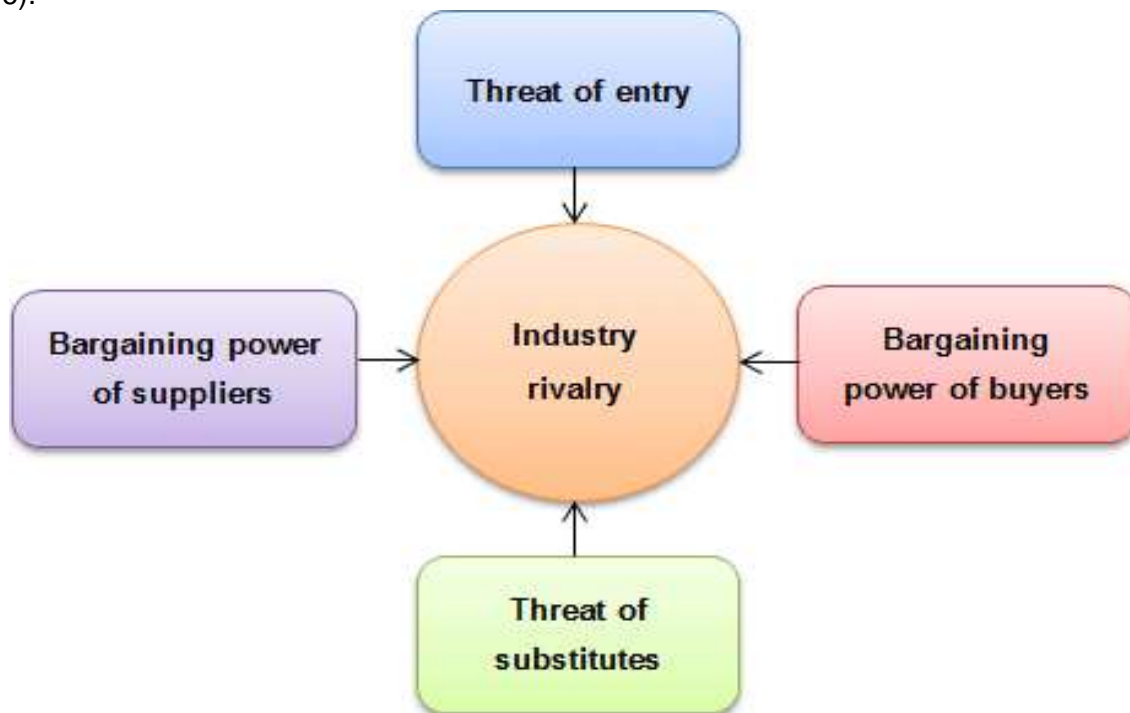 Threat of entry
Bargaining power
of suppliers
Industry
rivalry
Bargaining
power of buyers
Threat of
substitutes